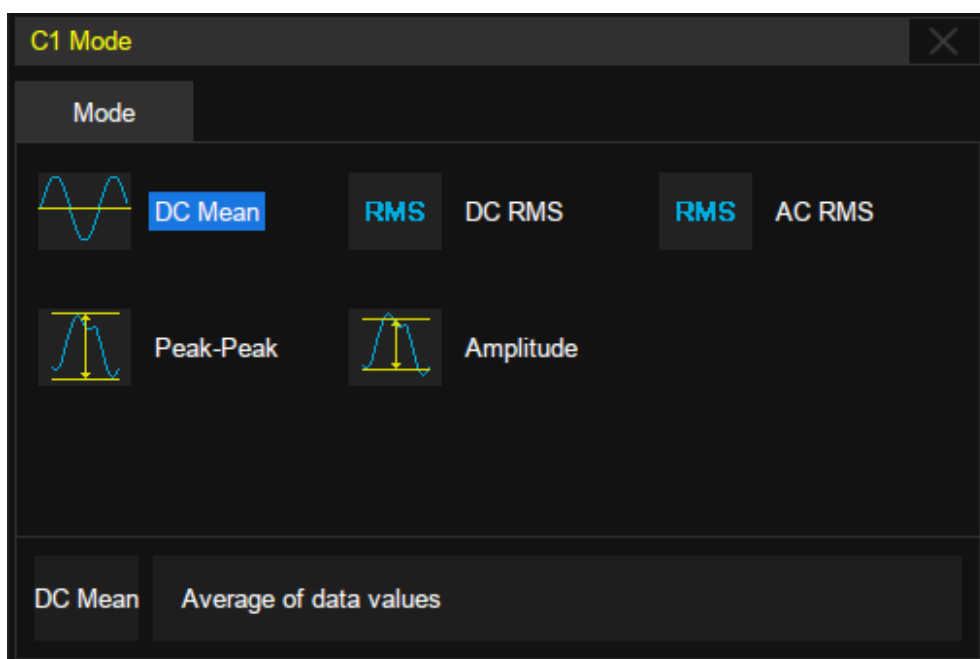 C1 Mode
Mode
DC Mean
RMS DC RMS
RMS AC RMS
Peak-Peak
Amplitude
DC Mean Average of data values